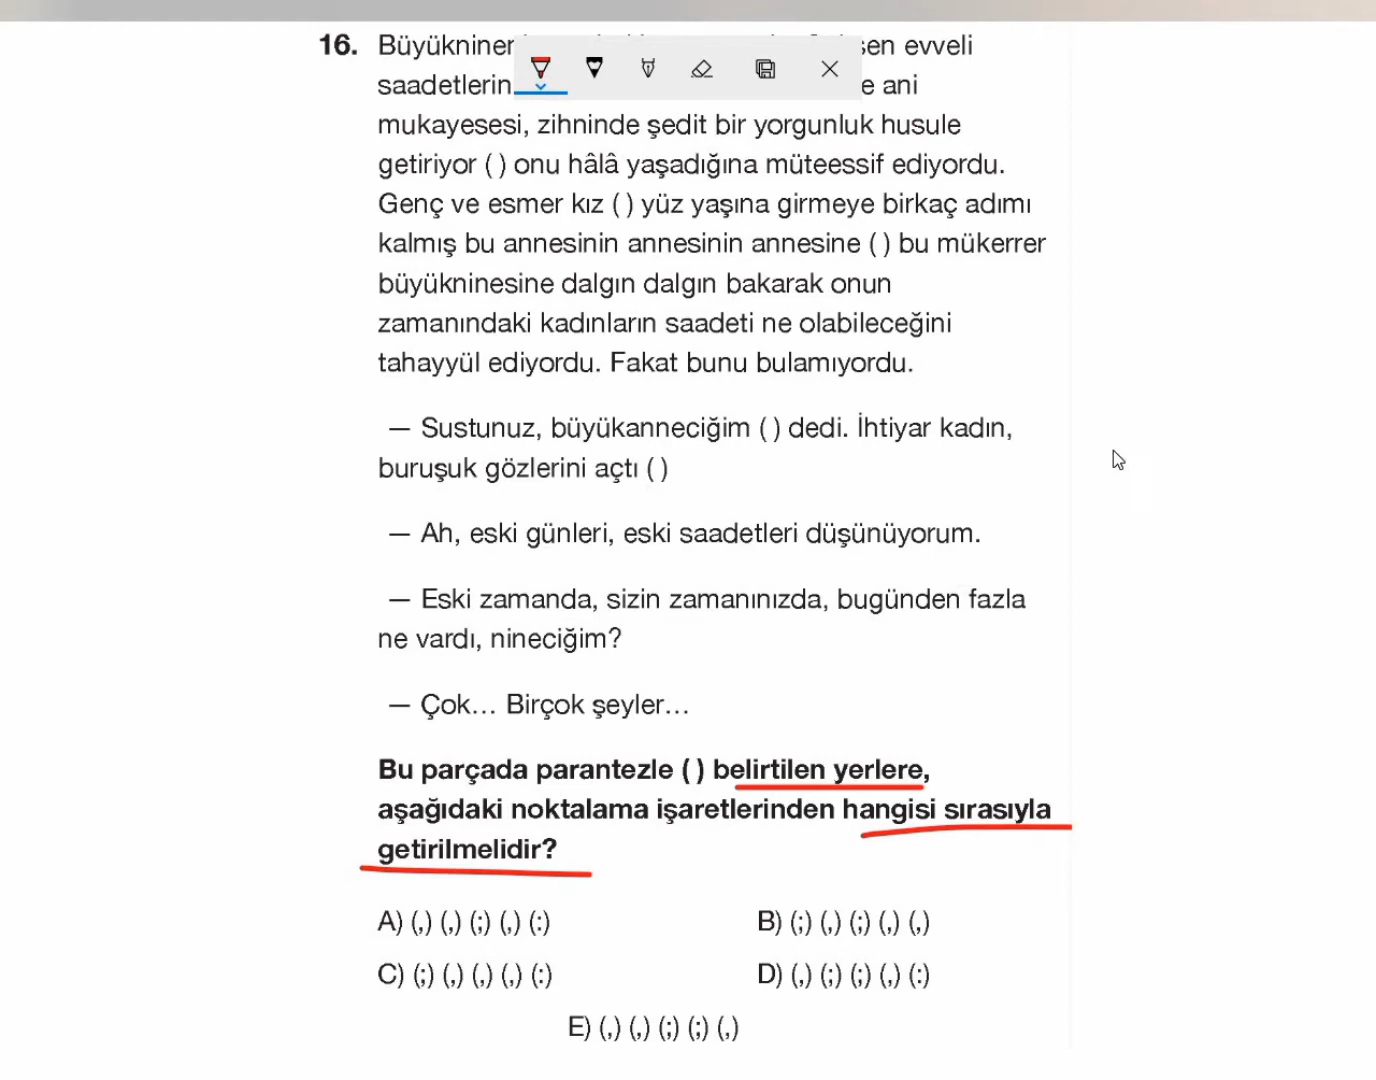 16. Büyükniner sen evveli
saadetlerin e ani
mukayesesi, zihninde şedit bir yorgunluk husule
getiriyor ( ) onu hâlâ yaşadığına müteessif ediyordu.
Genç ve esmer kız ( ) yüz yaşına girmeye birkaç adımı
kalmış bu annesinin annesinin annesine ( ) bu mükerrer
büyükninesine dalgın dalgın bakarak onun
zamanındaki kadınların saadeti ne olabileceğini
tahayyül ediyordu. Fakat bunu bulamıyordu.
— Sustunuz, büyükanneciğim ( ) dedi. İhtiyar kadın,
buruşuk gözlerini açtı ( )
— Ah, eski günleri, eski saadetleri düşünüyorum.
— Eski zamanda, sizin zamanınızda, bugünden fazla
ne vardı, nineciğim?
— Çok... Birçok şeyler...
Bu parçada parantezle ( ) belirtilen yerlere,
aşağıdaki noktalama işaretlerinden hangisi sırasıyla
getirilmelidir?
A) (,) (,) (;) (,) (:)
B) (;) (,) (;) (,) (,)
C) (;) (,) (,) (,) (:)
D) (,) (;) (;) (,) (:)
E) (,) (,) (;) (;) (,)